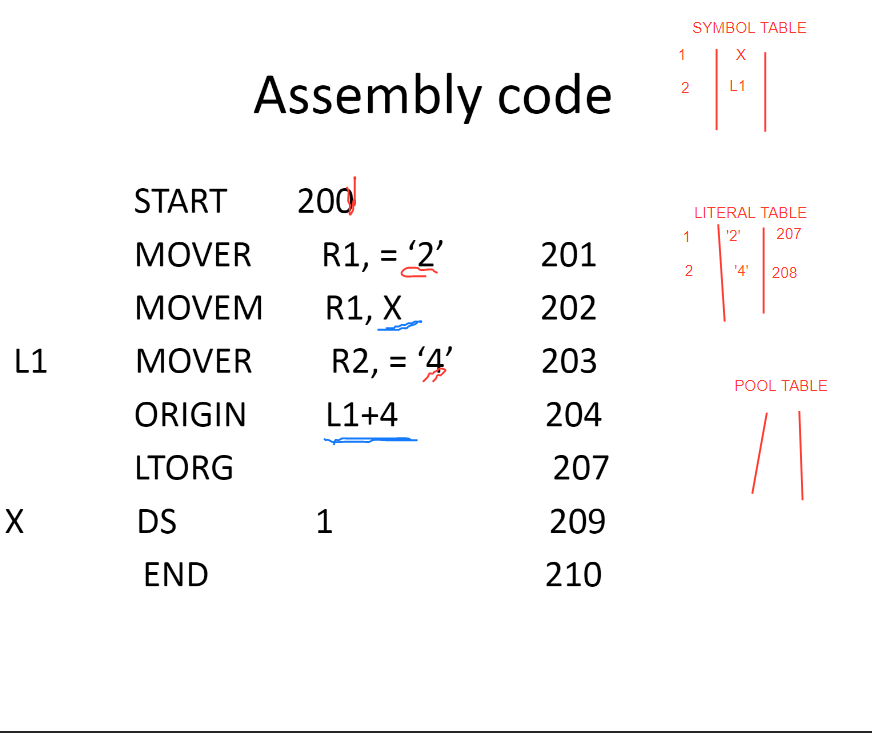 Assembly code
START 200
MOVER R1, = ‘2’ 201
MOVEM R1, X 202
L1 MOVER R2, = ‘4’ 203
ORIGIN L1+4 204
LTORG 207
X DS 1 209
END 210
SYMBOL TABLE
1 X
2 L1
LITERAL TABLE
1 '2' 207
2 '4' 208
POOL TABLE